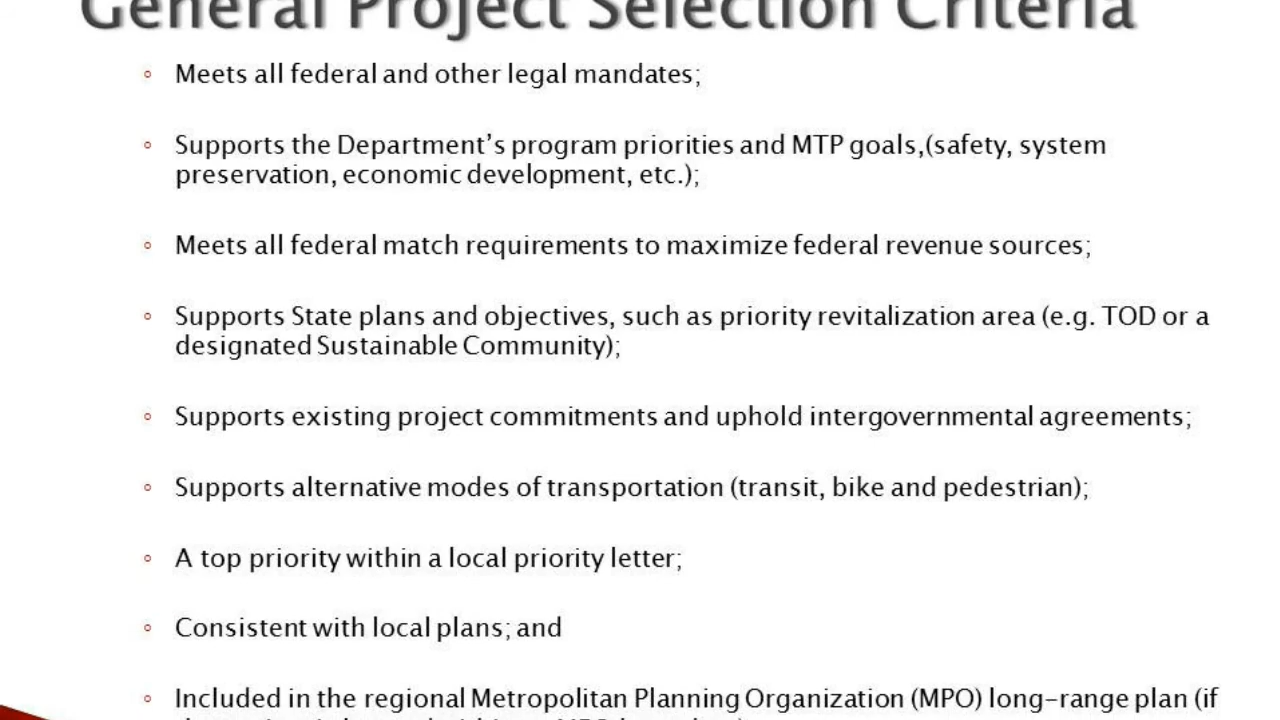 General Project Selection Criteria
◦ Meets all federal and other legal mandates;
◦ Supports the Department's program priorities and MTP goals,(safety, system
preservation, economic development, etc.);
◦ Meets all federal match requirements to maximize federal revenue sources;
◦ Supports State plans and objectives, such as priority revitalization area (e.g. TOD or a
designated Sustainable Community);
◦ Supports existing project commitments and uphold intergovernmental agreements;
◦ Supports alternative modes of transportation (transit, bike and pedestrian);
◦ A top priority within a local priority letter;
◦ Consistent with local plans; and
◦ Included in the regional Metropolitan Planning Organization (MPO) long-range plan (if